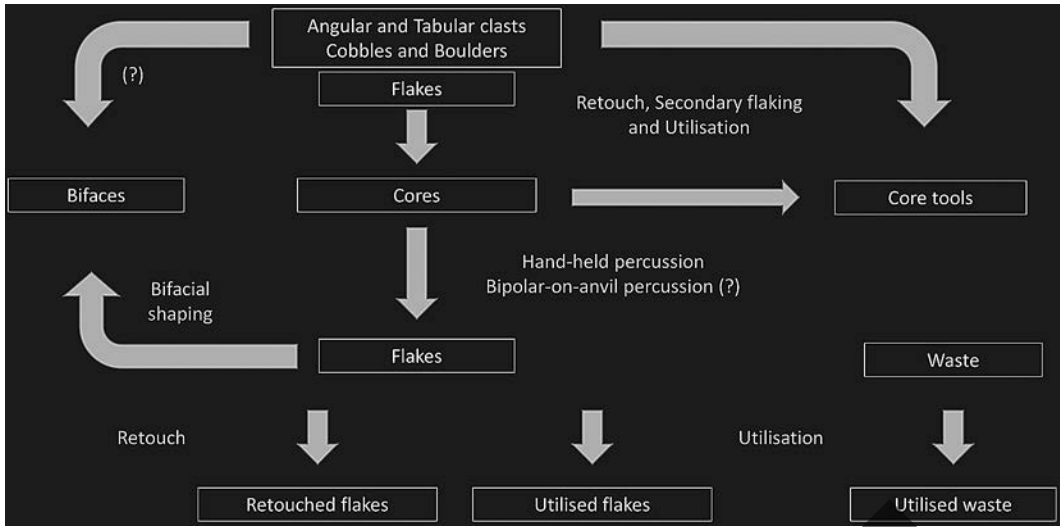 Angular and Tabular clasts
Cobbles and Boulders
(?)
Flakes
Retouch, Secondary flaking
and Utilisation
Bifaces
Cores
Core tools
Hand-held percussion
Bipolar-on-anvil percussion (?)
Bifacial
shaping
Flakes
Waste
Retouch
Utilisation
Retouched flakes
Utilised flakes
Utilised waste